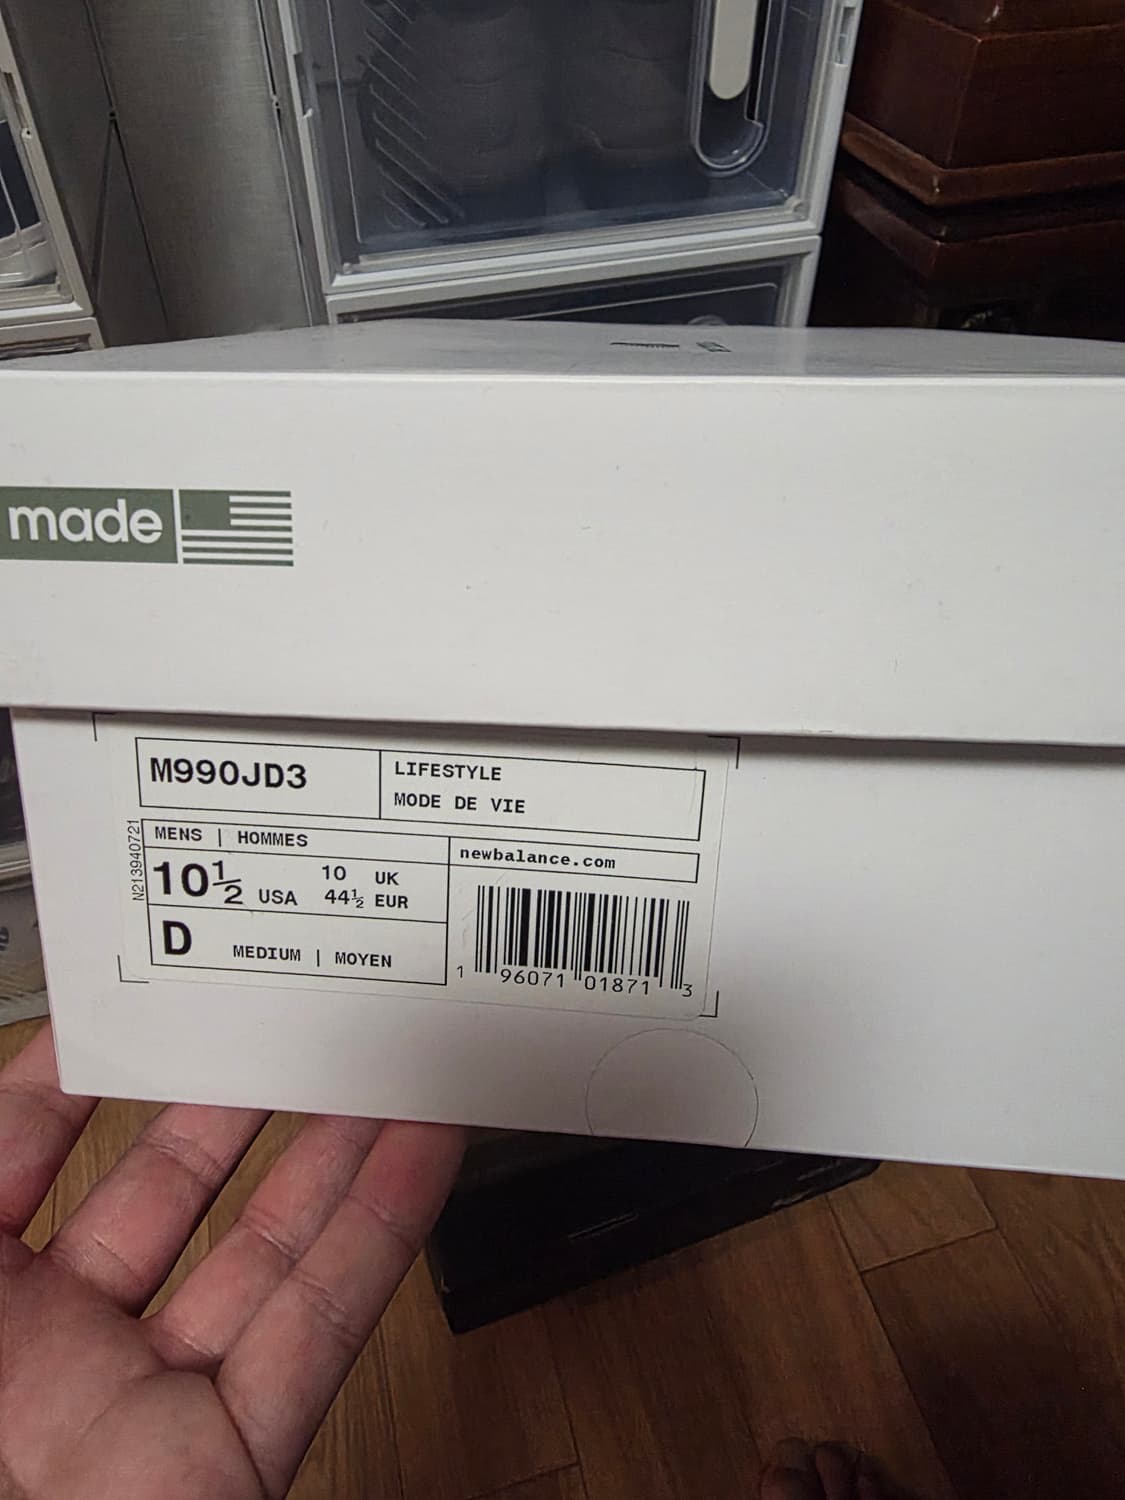 made
M990JD3
LIFESTYLE
MODE DE VIE
MENS | HOMMES
10½ USA
10 UK
44½ EUR
D MEDIUM | MOYEN
newbalance.com
1 96071 01871 3
N213940721